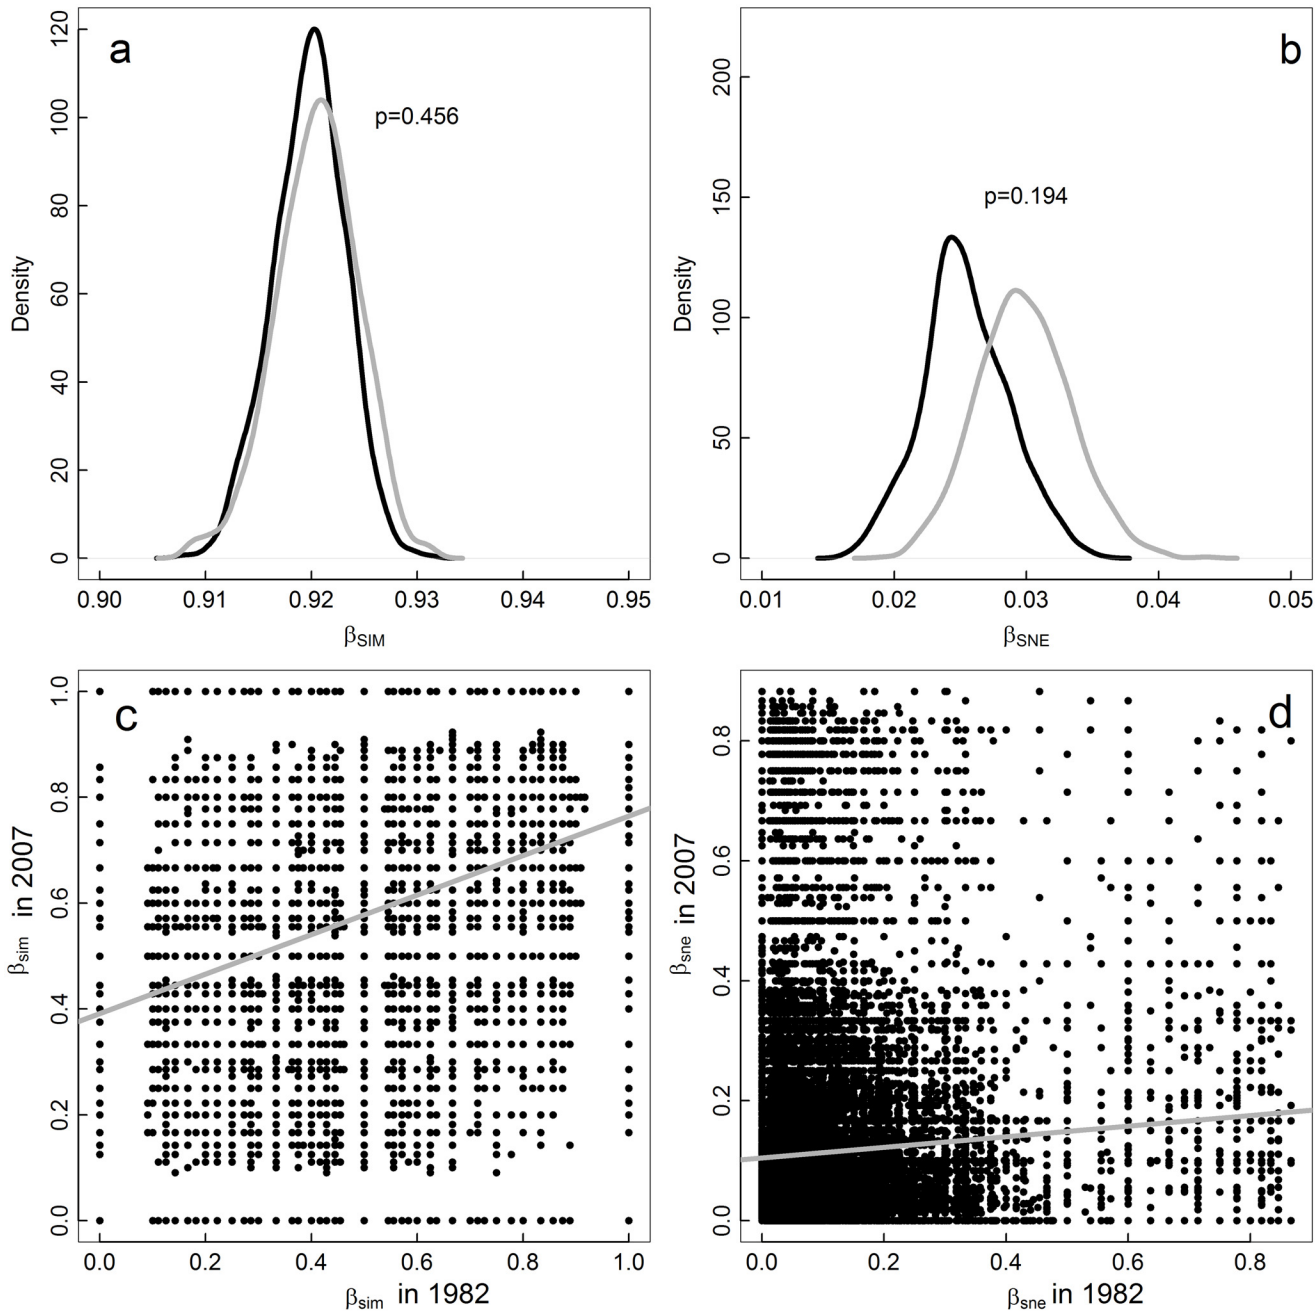 a
p=0.456
Density
0 20 40 60 80 100 120
0.90 0.91 0.92 0.93 0.94 0.95
βSIM
b
p=0.194
Density
0 50 100 150 200
0.01 0.02 0.03 0.04 0.05
βSNE
c
βsim in 2007
0.0 0.2 0.4 0.6 0.8 1.0
0.0 0.2 0.4 0.6 0.8 1.0
βsim in 1982
d
βsne in 2007
0.0 0.2 0.4 0.6 0.8
0.0 0.2 0.4 0.6 0.8
βsne in 1982